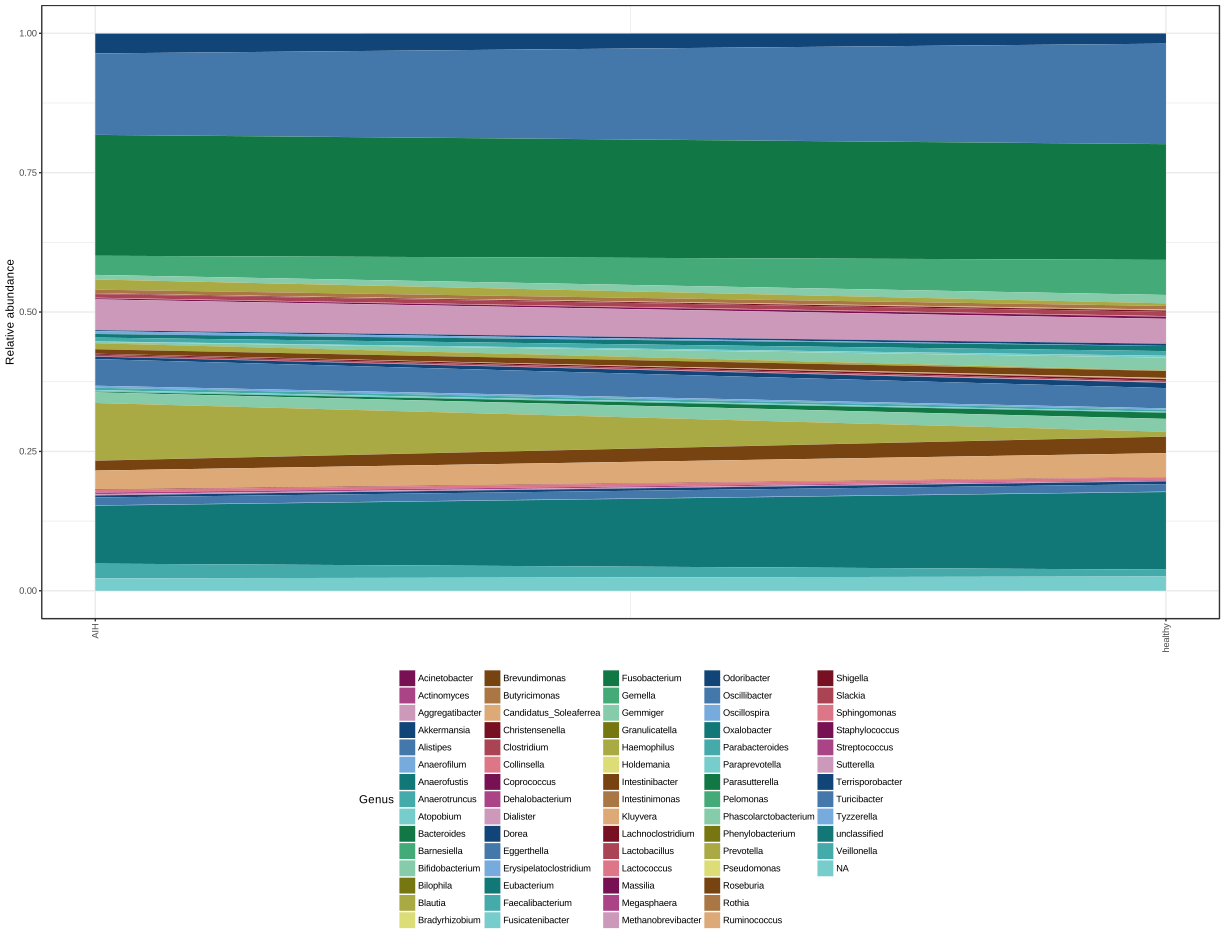 1.00
0.75
0.50
0.25
0.00
Relative abundance
AIH
healthy
Genus
Acinetobacter
Actinomyces
Aggregatibacter
Akkermansia
Alistipes
Anaerofilum
Anaerofustis
Anaerotruncus
Atopobium
Bacteroides
Barnesiella
Bifidobacterium
Bilophila
Blautia
Bradyrhizobium
Brevundimonas
Butyricimonas
Candidatus_Soleaferrea
Christensenella
Clostridium
Collinsella
Coprococcus
Dehalobacterium
Dialister
Dorea
Eggerthella
Erysipelatoclostridium
Eubacterium
Faecalibacterium
Fusicatenibacter
Fusobacterium
Gemella
Gemmiger
Granulicatella
Haemophilus
Holdemania
Intestinibacter
Intestinimonas
Kluyvera
Lachnoclostridium
Lactobacillus
Lactococcus
Massilia
Megasphaera
Methanobrevibacter
Odoribacter
Oscillibacter
Oscillospira
Oxalobacter
Parabacteroides
Paraprevotella
Parasutterella
Pelomonas
Phascolarctobacterium
Phenylobacterium
Prevotella
Pseudomonas
Roseburia
Rothia
Ruminococcus
Shigella
Slackia
Sphingomonas
Staphylococcus
Streptococcus
Sutterella
Terrisporobacter
Turicibacter
Tyzzerella
unclassified
Veillonella
NA